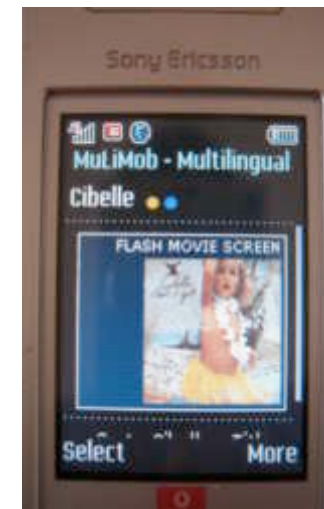 Sony Ericsson
MuLiMob - Multilingual
Cibelle
FLASH MOVIE SCREEN
Select
More